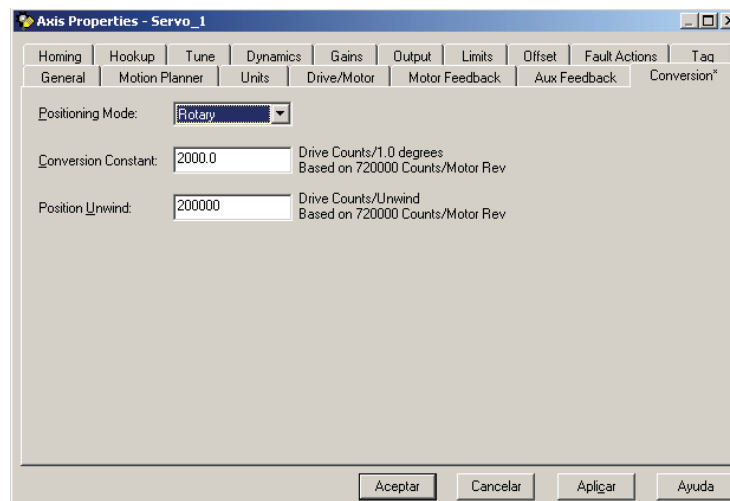 Axis Properties - Servo_1
Homing Hookup Tune Dynamics Gains Output Limits Offset Fault Actions Tag
General Motion Planner Units Drive/Motor Motor Feedback Aux Feedback Conversion*
Positioning Mode: Rotary
Conversion Constant: 2000.0 Drive Counts/1.0 degrees
Based on 720000 Counts/Motor Rev
Position Unwind: 200000 Drive Counts/Unwind
Based on 720000 Counts/Motor Rev
Aceptar Cancelar Aplicar Ayuda